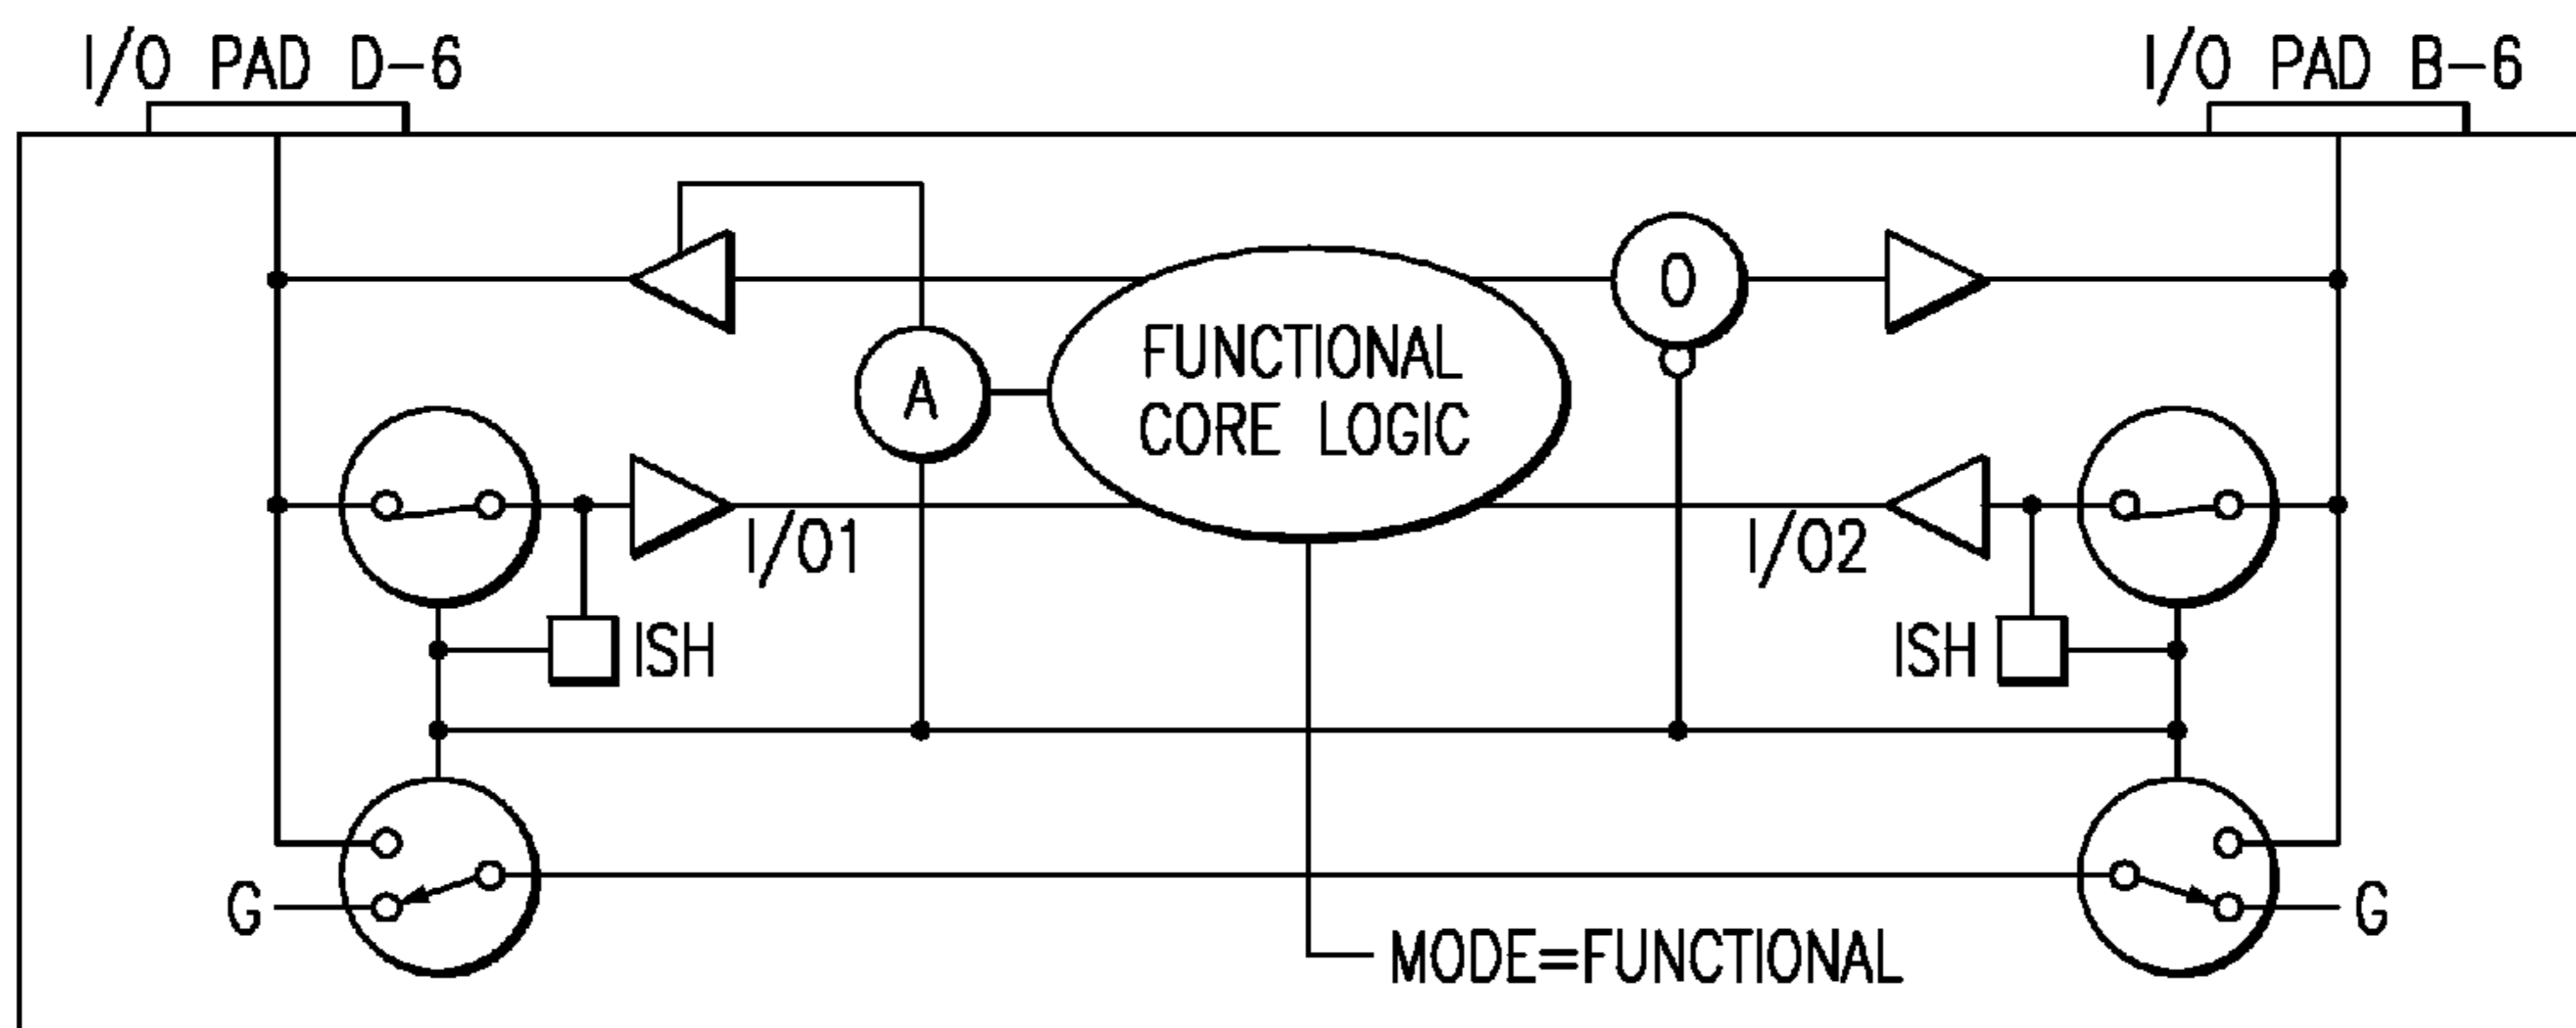 I/O PAD D-6
I/O PAD B-6
O
FUNCTIONAL
CORE LOGIC
A
I/O1
I/O2
ISH
ISH
G
G
MODE=FUNCTIONAL